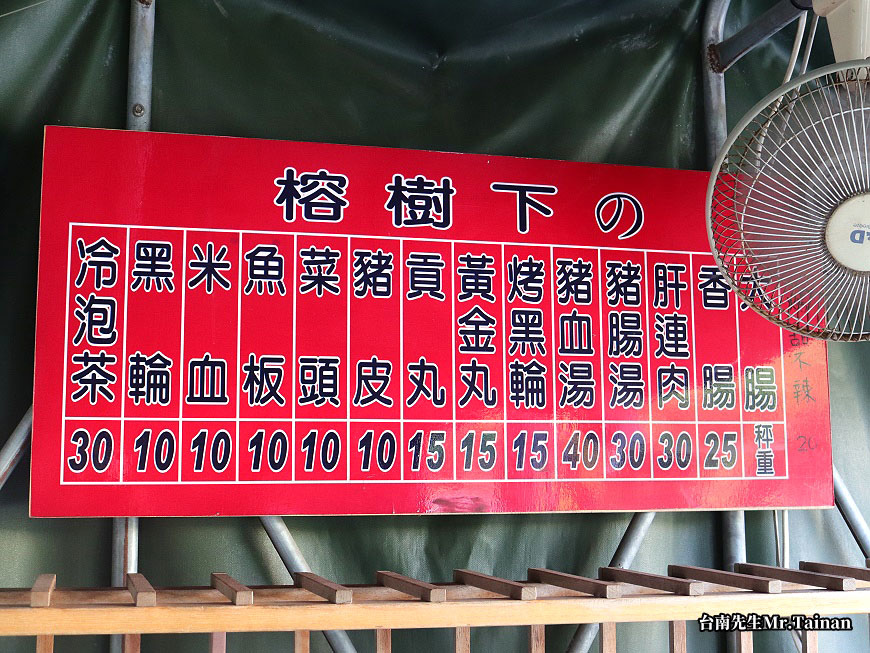 榕樹下の
大腸 秤重
香腸 25
肝連肉 30
豬腸湯 30
豬血湯 40
烤黑輪 15
黃金丸 15
貢丸 15
豬皮 10
菜頭 10
魚板 10
米血 10
黑輪 10
冷泡茶 30
台南先生Mr.Tainan